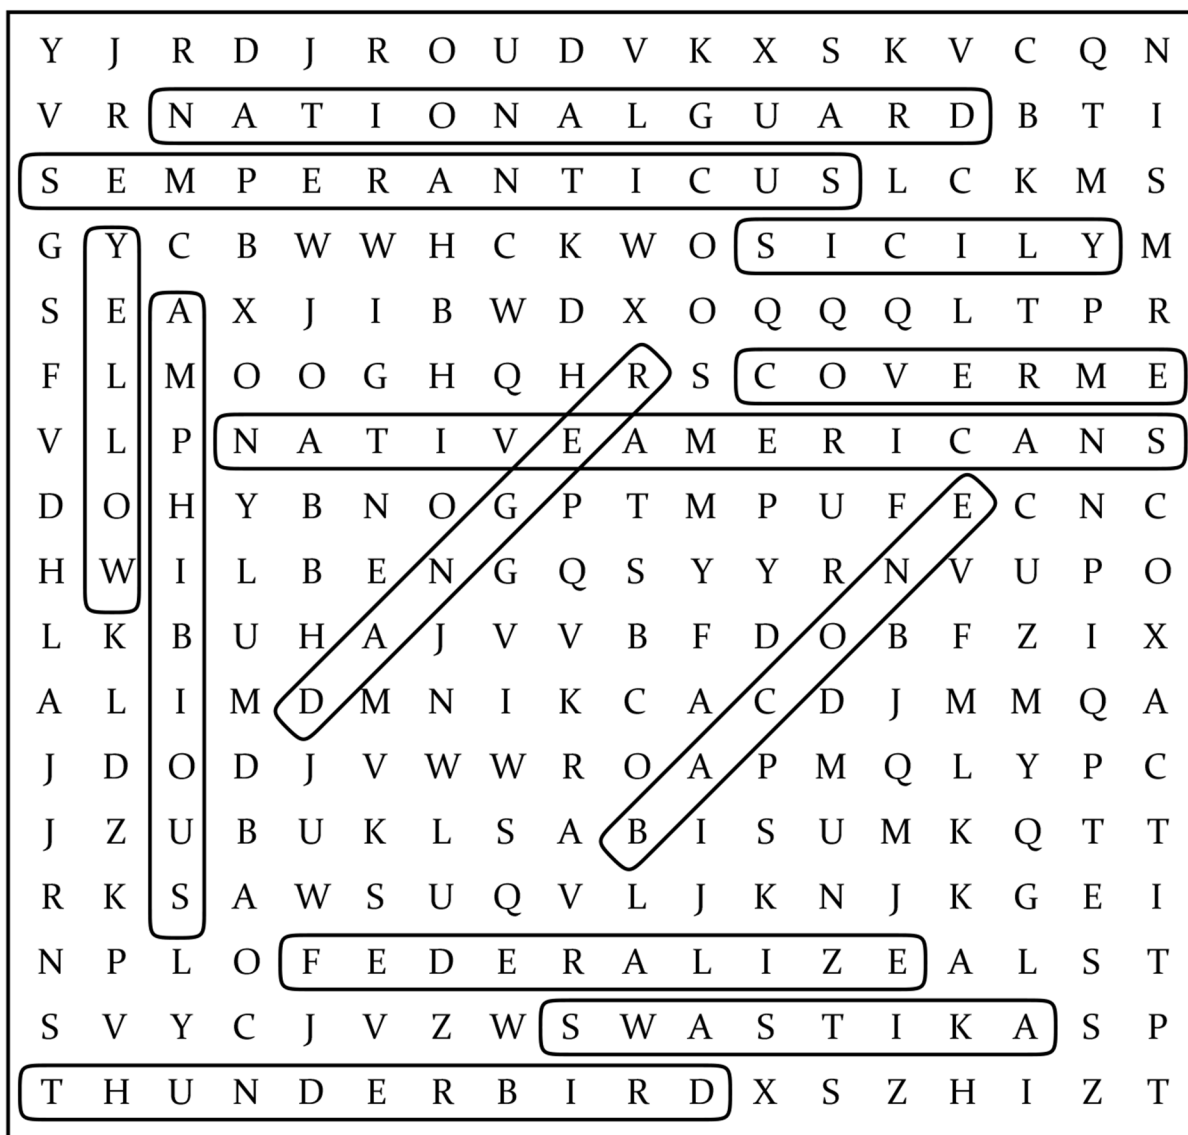 Y J R D J R O U D V K X S K V C Q N
V R N A T I O N A L G U A R D B T I
S E M P E R A N T I C U S L C K M S
G Y C B W W H C K W O S I C I L Y M
S E A X J I B W D X O Q Q Q L T P R
F L M O O G H Q H R S C O V E R M E
V L P N A T I V E A M E R I C A N S
D O H Y B N O G P T M P U F E C N C
H W I L B E N G Q S Y Y R N V U P O
L K B U H A J V V B F D O B F Z I X
A L I M D M N I K C A C D J M M Q A
J D O D J V W W R O A P M Q L Y P C
J Z U B U K L S A B I S U M K Q T T
R K S A W S U Q V L J K N J K G E I
N P L O F E D E R A L I Z E A L S T
S V Y C J V Z W S W A S T I K A S P
T H U N D E R B I R D X S Z H I Z T